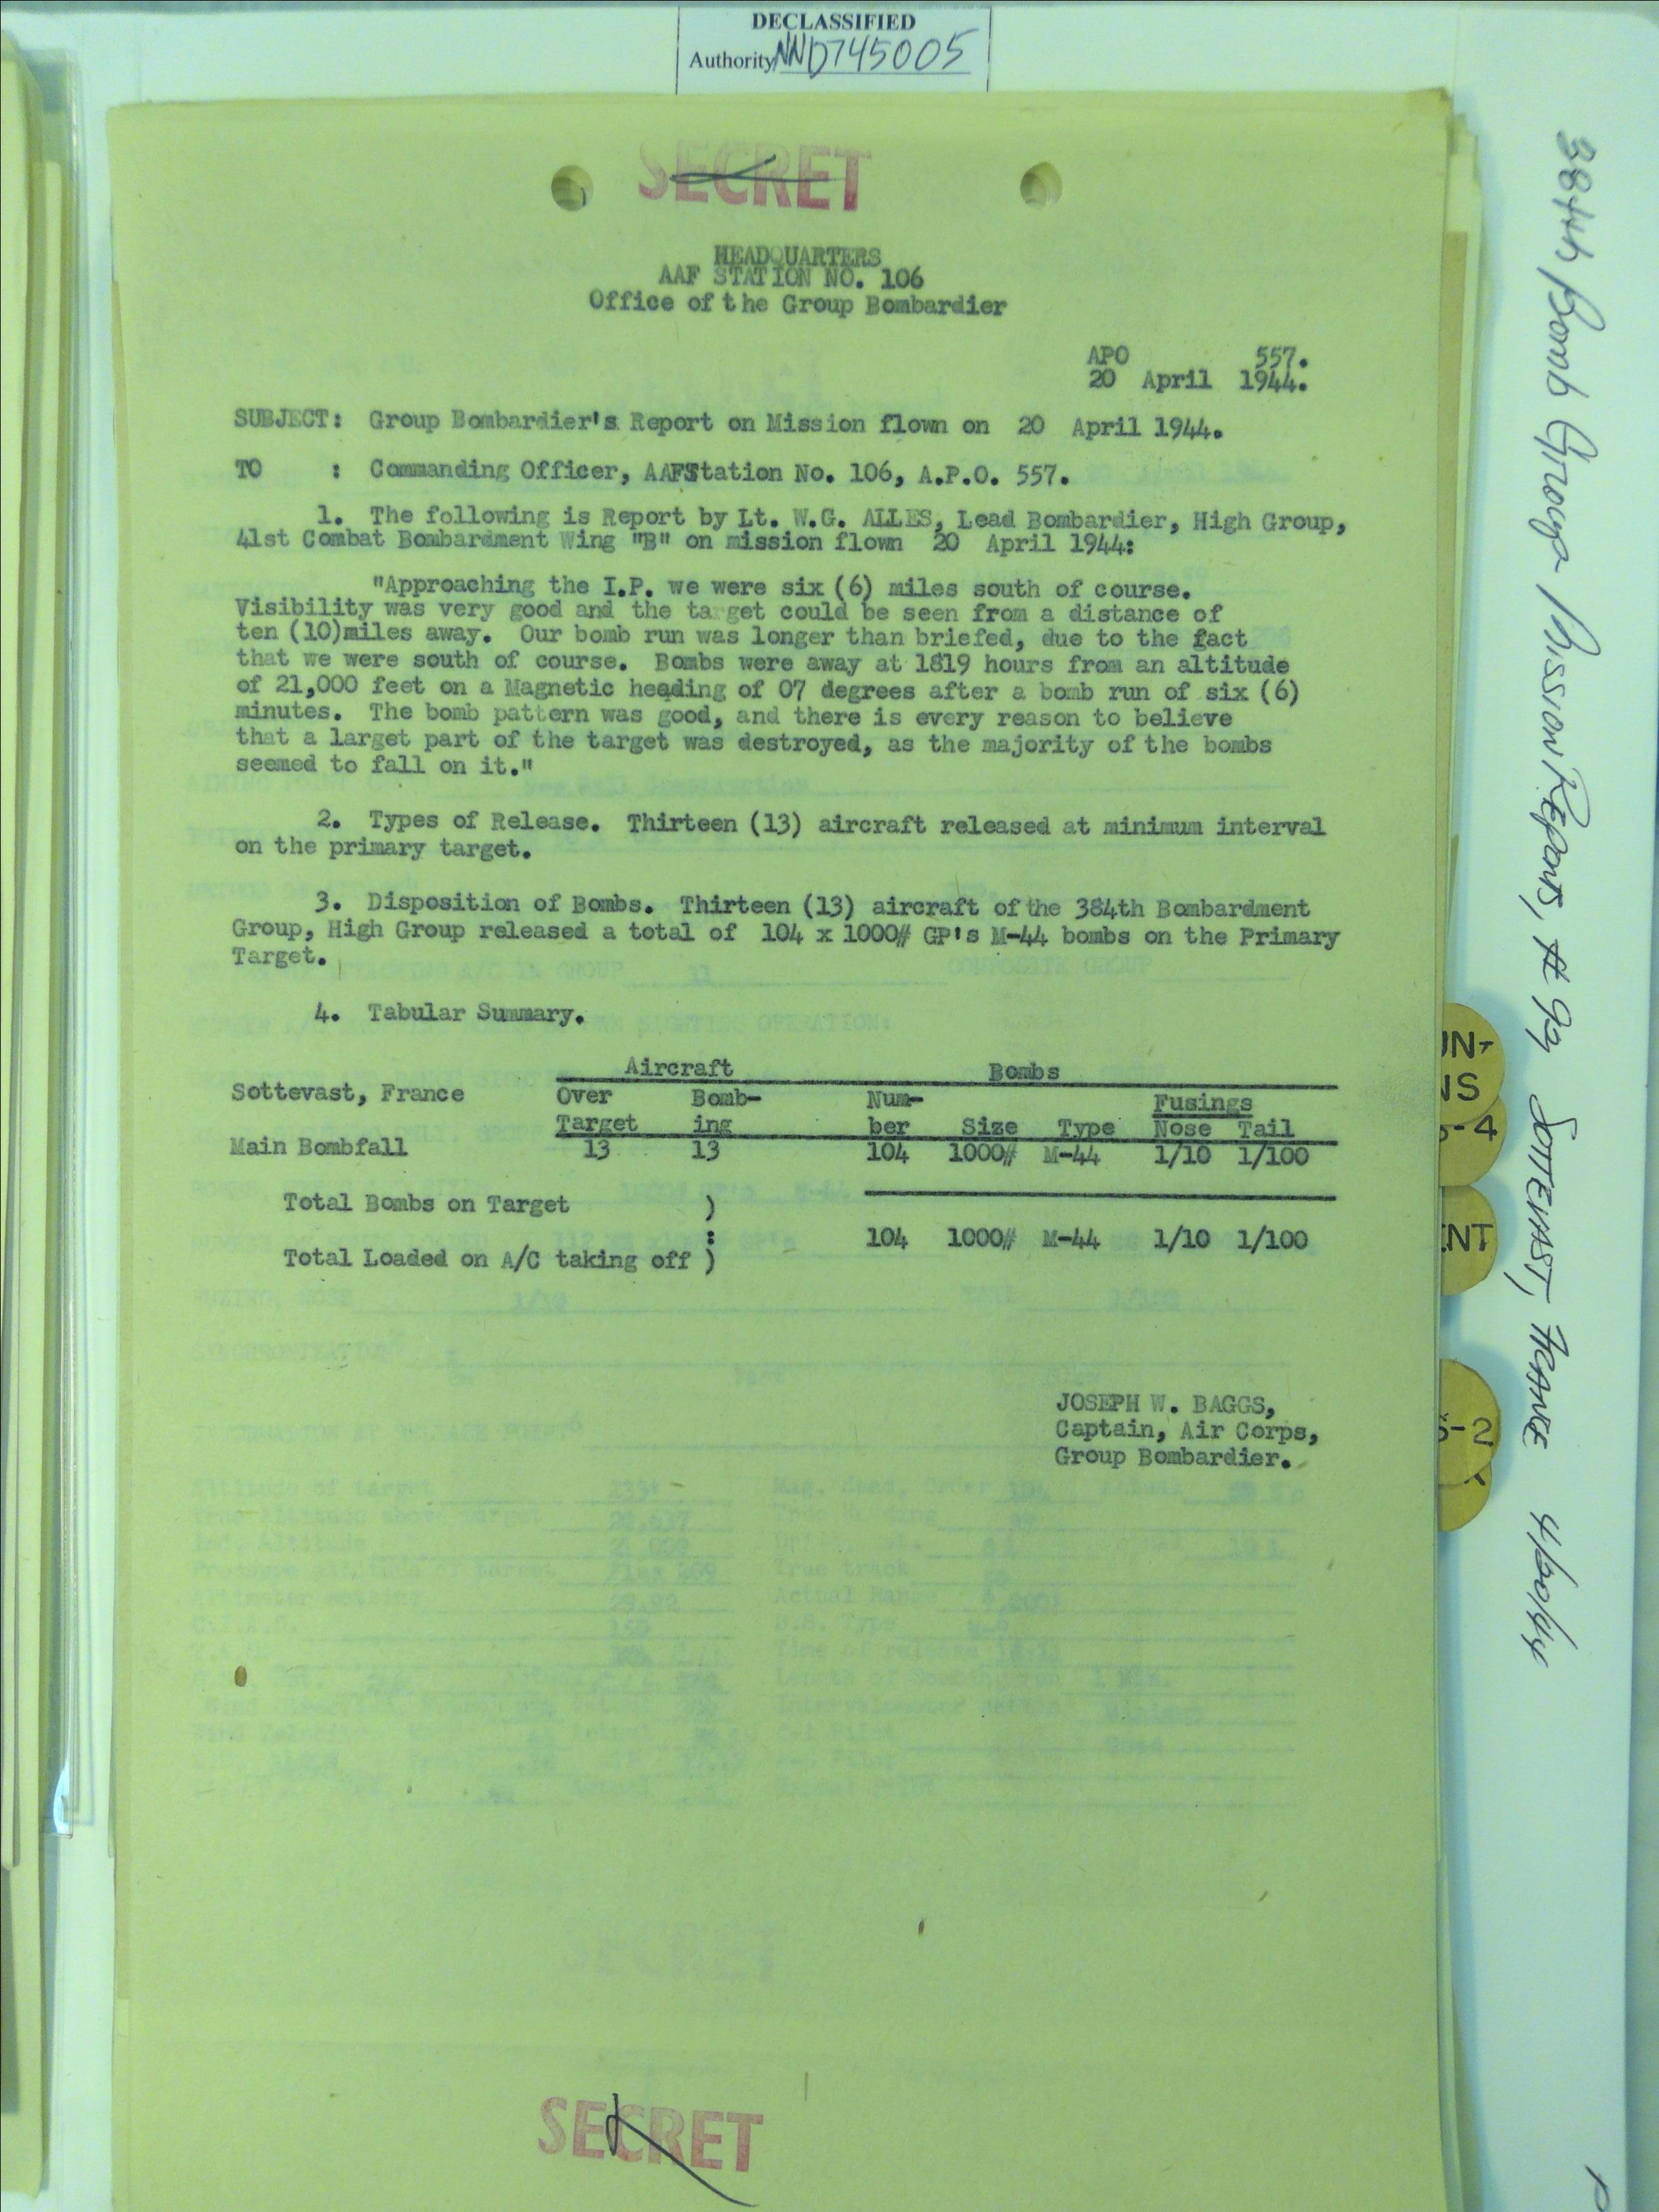 DECLASSIFIED
Authority NND745005
SECRET
HEADQUARTERS
AAF STATION NO. 106
Office of the Group Bombardier
APO 557.
20 April 1944.
SUBJECT: Group Bombardier's Report on Mission flown on 20 April 1944.
TO : Commanding Officer, AAFStation No. 106, A.P.O. 557.
1. The following is Report by Lt. W.G. ALLES, Lead Bombardier, High Group,
41st Combat Bombardment Wing "B" on mission flown 20 April 1944:
"Approaching the I.P. we were six (6) miles south of course.
Visibility was very good and the target could be seen from a distance of
ten (10)miles away. Our bomb run was longer than briefed, due to the fact
that we were south of course. Bombs were away at 1819 hours from an altitude
of 21,000 feet on a Magnetic heading of 07 degrees after a bomb run of six (6)
minutes. The bomb pattern was good, and there is every reason to believe
that a larget part of the target was destroyed, as the majority of the bombs
seemed to fall on it."
2. Types of Release. Thirteen (13) aircraft released at minimum interval
on the primary target.
3. Disposition of Bombs. Thirteen (13) aircraft of the 384th Bombardment
Group, High Group released a total of 104 x 1000# GP's M-44 bombs on the Primary
Target.
4. Tabular Summary.
Aircraft Bombs
Sottevast, France Over Bomb- Num- Fusings
Target ing ber Size Type Nose Tail
Main Bombfall 13 13 104 1000# M-44 1/10 1/100
Total Bombs on Target )
: 104 1000# M-44 1/10 1/100
Total Loaded on A/C taking off )
JOSEPH W. BAGGS,
Captain, Air Corps,
Group Bombardier.
SECRET
384th Bomb Group Mission Reports, # 93 SOTTEVAST, FRANCE 4/20/44
UN-
NS
-4
ENT
S-2